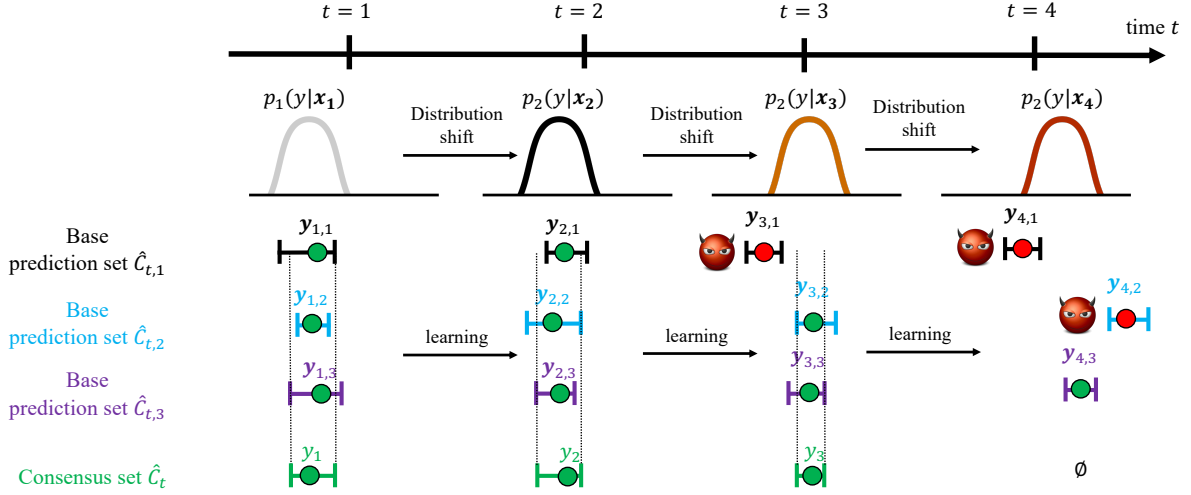 t = 1
t = 2
t = 3
t = 4
time t
p₁(y|x₁)
Distribution
shift
p₂(y|x₂)
Distribution
shift
p₂(y|x₃)
Distribution
shift
p₂(y|x₄)
Base
prediction set Ĉₜ,₁
y₁,₁
y₂,₁
y₃,₁
y₄,₁
Base
prediction set Ĉₜ,₂
y₁,₂
y₂,₂
y₃,₂
y₄,₂
learning
learning
learning
Base
prediction set Ĉₜ,₃
y₁,₃
y₂,₃
y₃,₃
y₄,₃
Consensus set Ĉₜ
y₁
y₂
y₃
∅